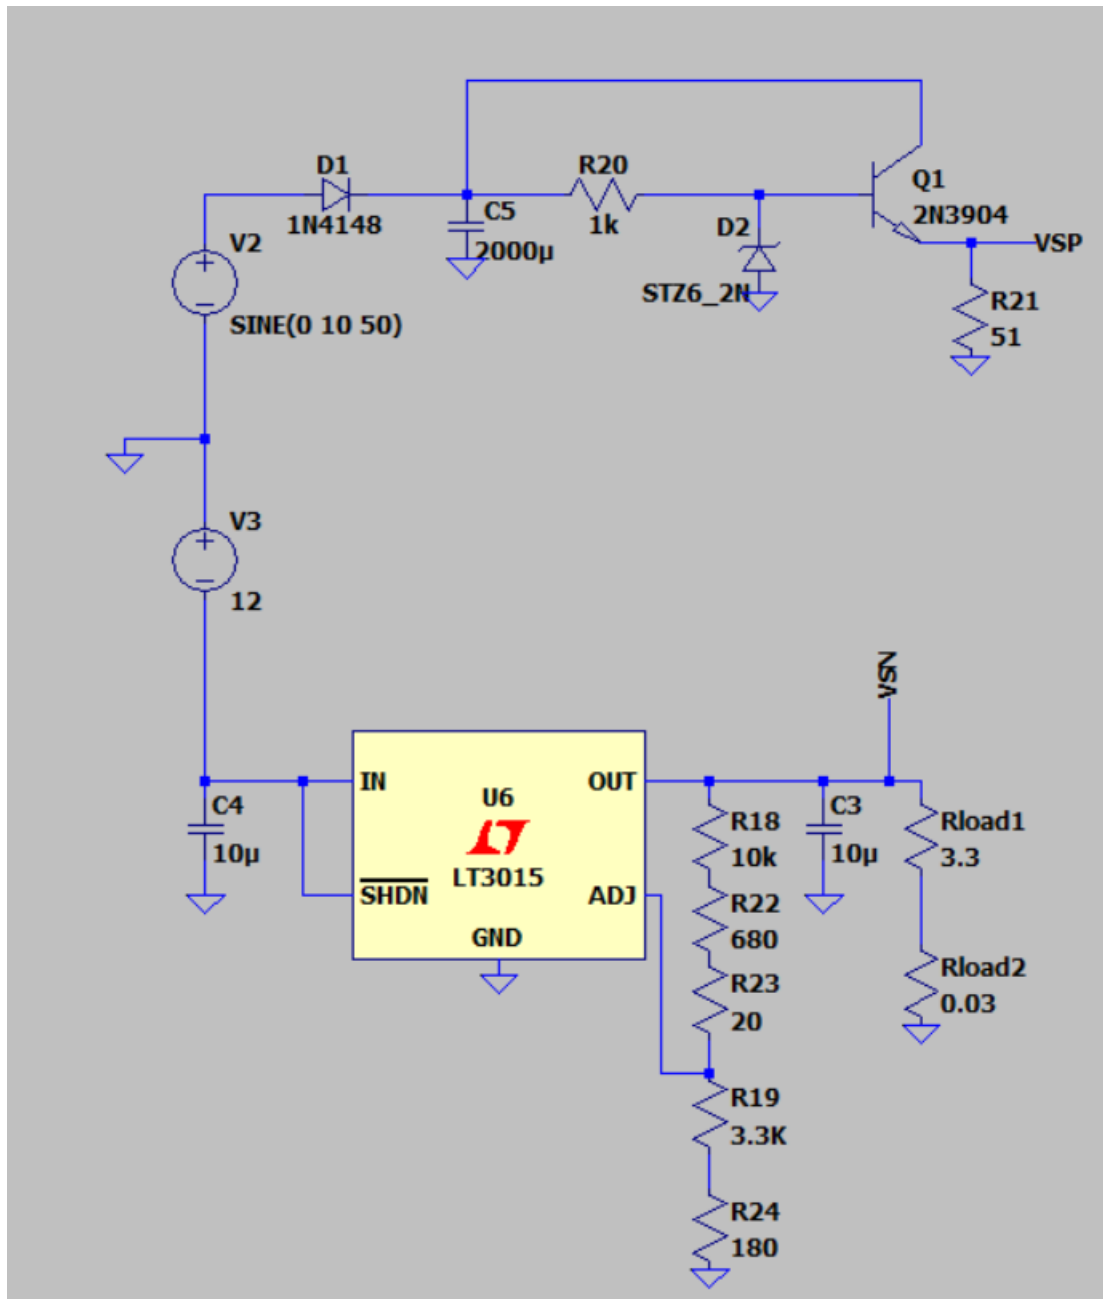 D1
1N4148
R20
1k
C5
2000µ
Q1
2N3904
D2
STZ6_2N
VSP
R21
51
V2
SINE(0 10 50)
V3
12
VSN
IN
OUT
U6
LT3015
SHDN
ADJ
GND
C4
10µ
R18
10k
C3
10µ
Rload1
3.3
R22
680
R23
20
Rload2
0.03
R19
3.3K
R24
180